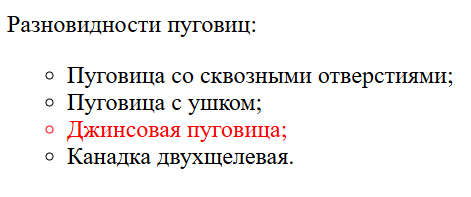 Разновидности пуговиц:
Пуговица со сквозными отверстиями;
Пуговица с ушком;
Джинсовая пуговица;
Канадка двухщелевая.